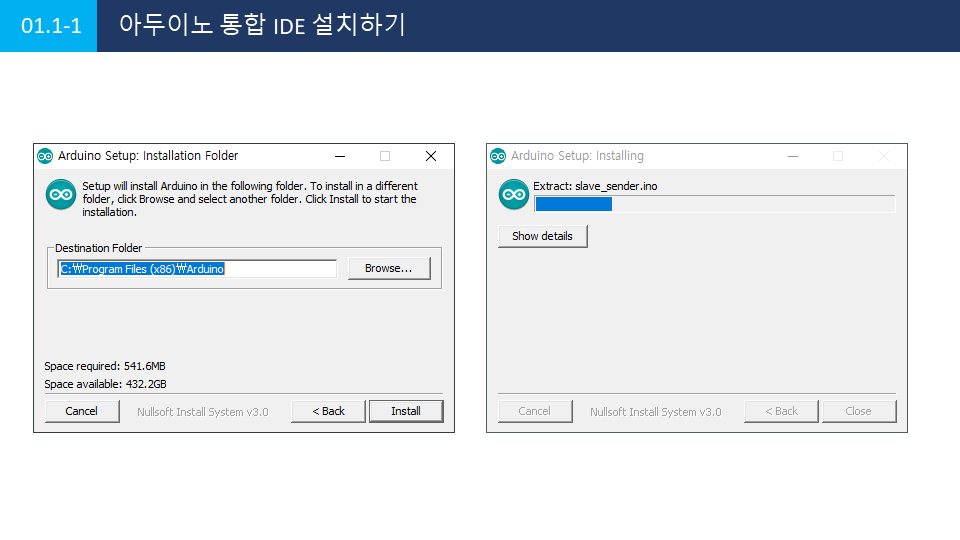 01.1-1
아두이노 통합 IDE 설치하기
Arduino Setup: Installation Folder
Setup will install Arduino in the following folder. To install in a different
folder, click Browse and select another folder. Click Install to start the
installation.
Destination Folder
C:₩Program Files (x86)₩Arduino
Browse...
Space required: 541.6MB
Space available: 432.2GB
Cancel
Nullsoft Install System v3.0
< Back
Install
Arduino Setup: Installing
Extract: slave_sender.ino
Show details
Cancel
Nullsoft Install System v3.0
< Back
Close